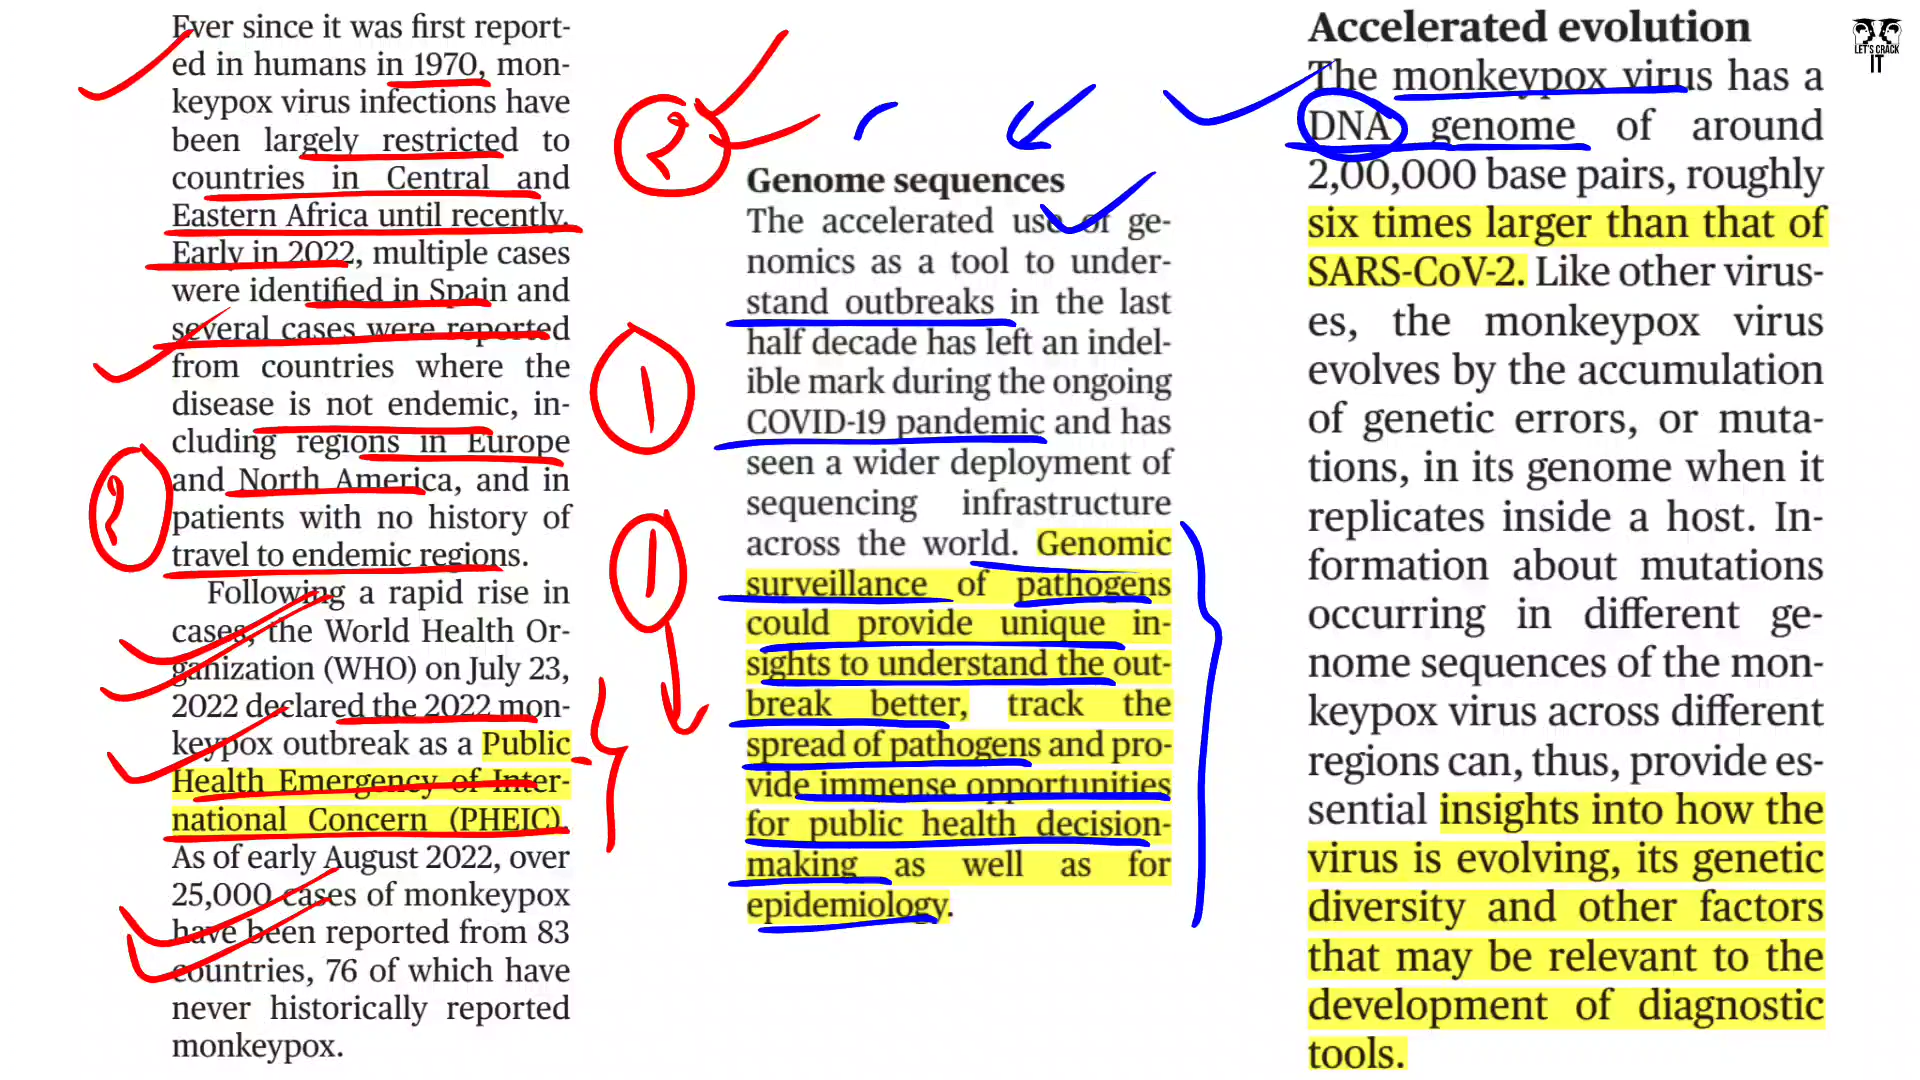 Ever since it was first report-
ed in humans in 1970, mon-
keypox virus infections have
been largely restricted to
countries in Central and
Eastern Africa until recently.
Early in 2022, multiple cases
were identified in Spain and
several cases were reported
from countries where the
disease is not endemic, in-
cluding regions in Europe
and North America, and in
patients with no history of
travel to endemic regions.
Following a rapid rise in
cases, the World Health Or-
ganization (WHO) on July 23,
2022 declared the 2022 mon-
keypox outbreak as a Public
Health Emergency of Inter-
national Concern (PHEIC).
As of early August 2022, over
25,000 cases of monkeypox
have been reported from 83
countries, 76 of which have
never historically reported
monkeypox.
2
1
2
1
Genome sequences
The accelerated use of ge-
nomics as a tool to under-
stand outbreaks in the last
half decade has left an indel-
ible mark during the ongoing
COVID-19 pandemic and has
seen a wider deployment of
sequencing infrastructure
across the world. Genomic
surveillance of pathogens
could provide unique in-
sights to understand the out-
break better, track the
spread of pathogens and pro-
vide immense opportunities
for public health decision-
making as well as for
epidemiology.
Accelerated evolution
The monkeypox virus has a
DNA genome of around
2,00,000 base pairs, roughly
six times larger than that of
SARS-CoV-2. Like other virus-
es, the monkeypox virus
evolves by the accumulation
of genetic errors, or muta-
tions, in its genome when it
replicates inside a host. In-
formation about mutations
occurring in different ge-
nome sequences of the mon-
keypox virus across different
regions can, thus, provide es-
sential insights into how the
virus is evolving, its genetic
diversity and other factors
that may be relevant to the
development of diagnostic
tools.
LET'S CRACK
IT